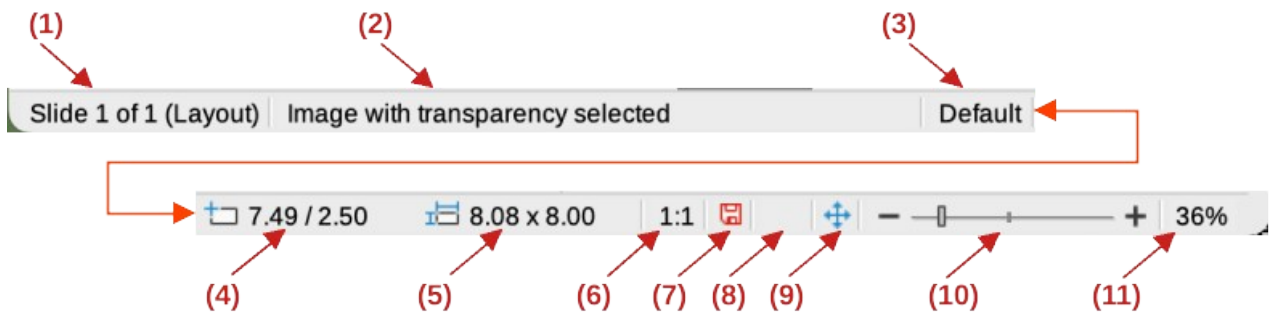 (1) (2) (3)
Slide 1 of 1 (Layout) Image with transparency selected Default
7.49 / 2.50 8.08 x 8.00 1:1 36%
(4) (5) (6) (7) (8) (9) (10) (11)